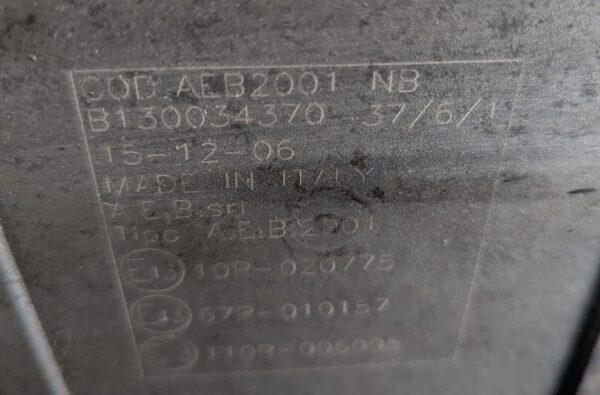 COD.AEB2001 NB
B130034370 37/6/1
15-12-06
MADE IN ITALY
A.E.B.srl
Tipo A.E.B.2001
E13 10R-020775
E13 67R-010157
110R-006005